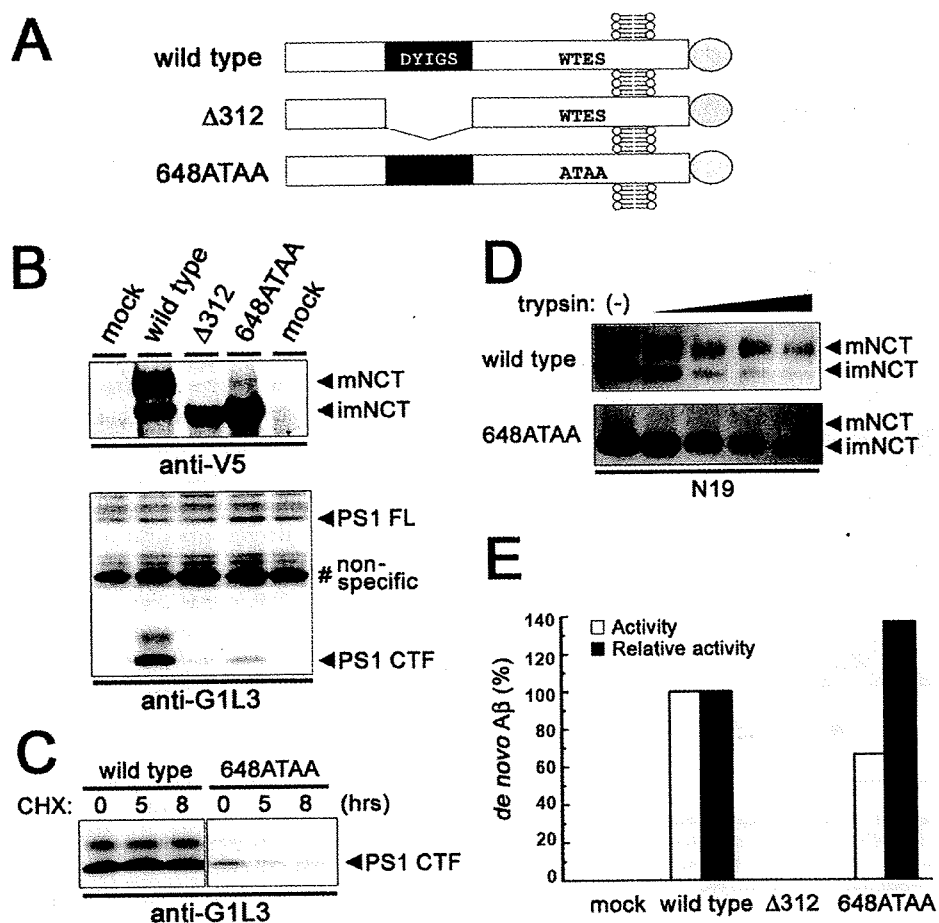 A
wild type
DYIGS
WTES
Δ312
WTES
648ATAA
ATAA
B
mock
wild type
Δ312
648ATAA
mock
mNCT
imNCT
anti-V5
PS1 FL
# non-
specific
PS1 CTF
anti-G1L3
C
wild type 648ATAA
CHX: 0 5 8 0 5 8 (hrs)
PS1 CTF
anti-G1L3
D
trypsin: (-)
wild type
mNCT
imNCT
648ATAA
mNCT
imNCT
N19
E
de novo Aβ (%)
140
120
100
80
60
40
20
0
Activity
Relative activity
mock wild type Δ312 648ATAA